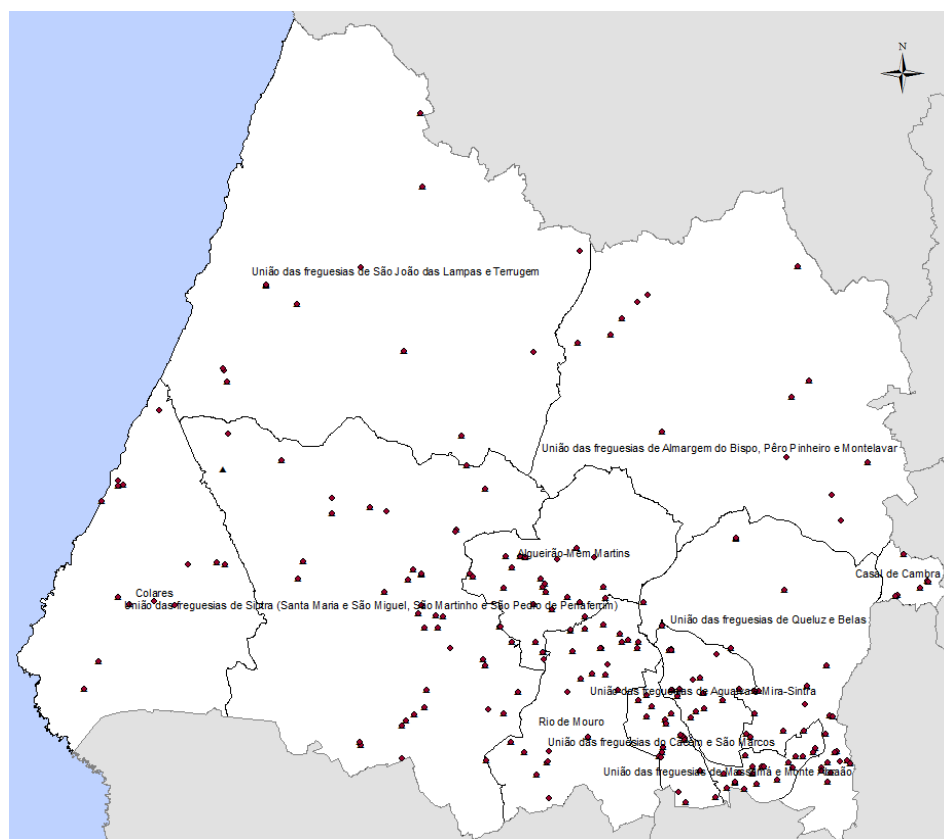 N
União das freguesias de São João das Lampas e Terrugem
União das freguesias de Almargem do Bispo, Pêro Pinheiro e Montelavar
Algueirão-Mem Martins
Casal de Cambra
Colares
União das freguesias de Sintra (Santa Maria e São Miguel, São Martinho e São Pedro de Penaferrim)
União das freguesias de Queluz e Belas
União das freguesias de Agualva e Mira-Sintra
Rio de Mouro
União das freguesias do Cacém e São Marcos
União das freguesias de Massamá e Monte Abraão